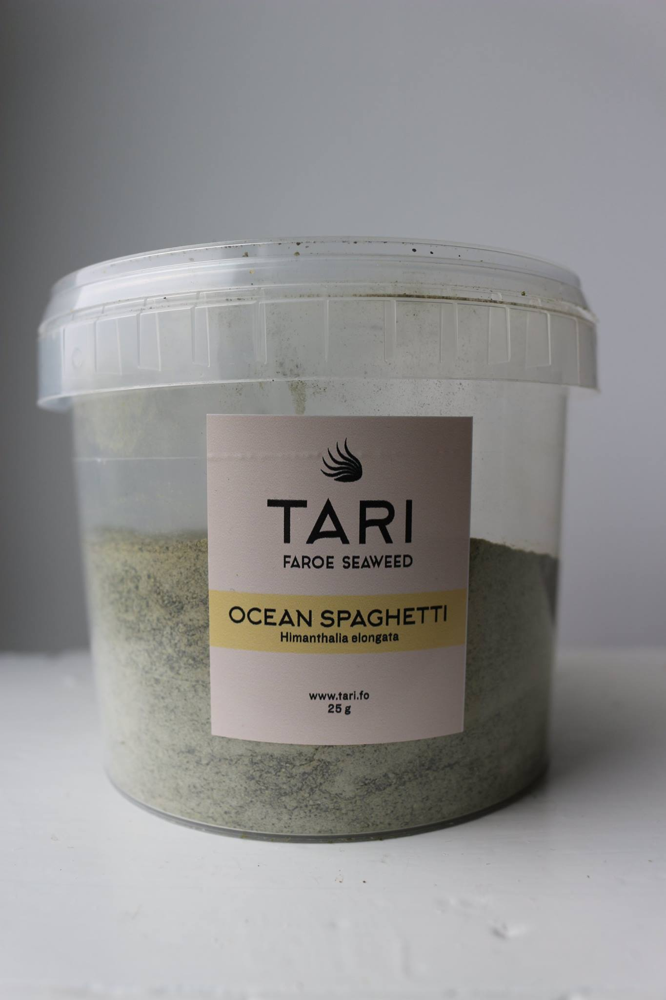 TARI
FAROE SEAWEED
OCEAN SPAGHETTI
Himanthalia elongata
www.tari.fo
25 g